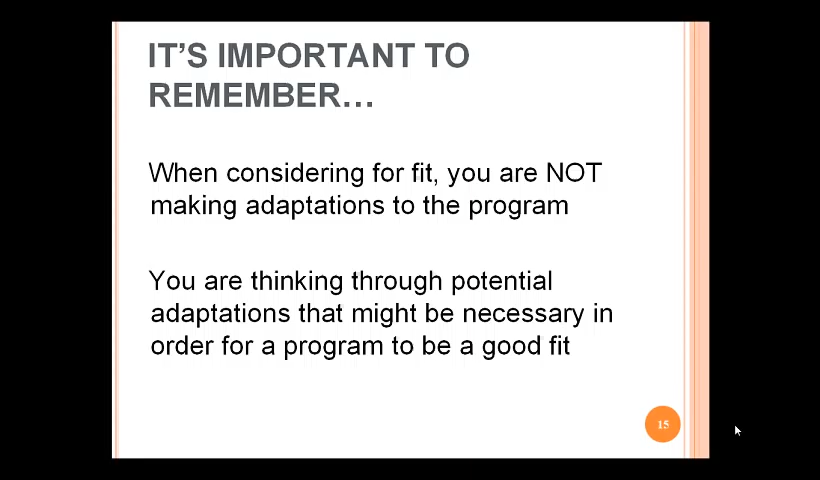 IT’S IMPORTANT TO
REMEMBER…
When considering for fit, you are NOT
making adaptations to the program
You are thinking through potential
adaptations that might be necessary in
order for a program to be a good fit
15